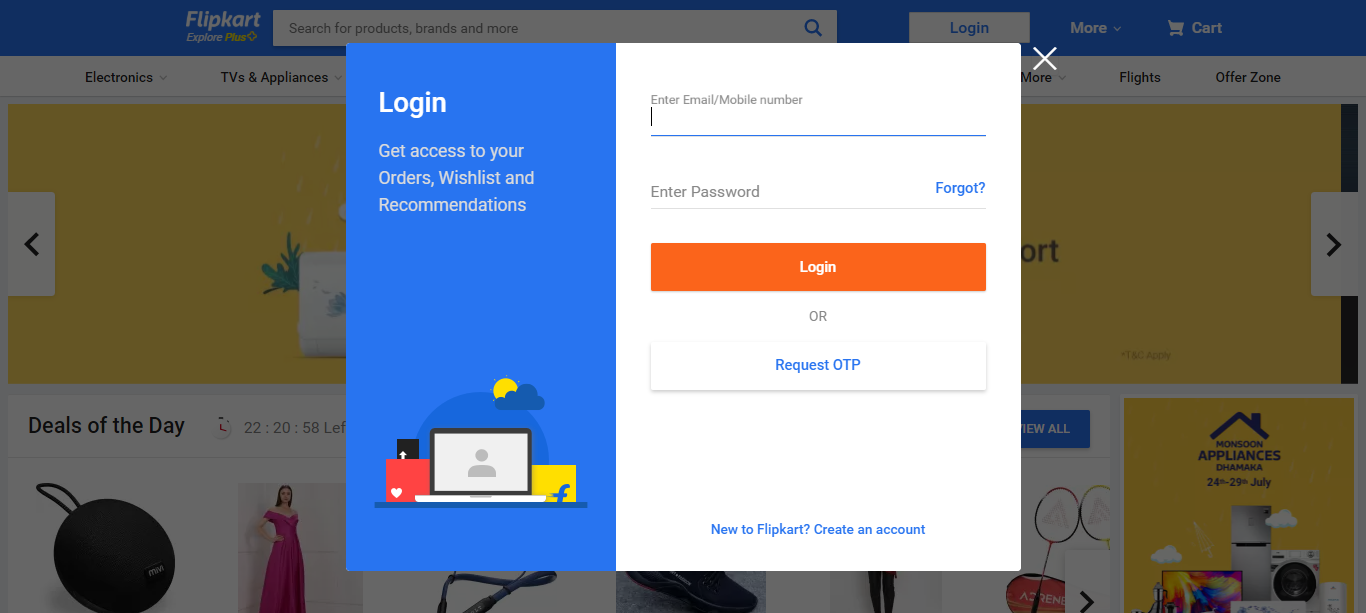 Flipkart
Explore Plus
Search for products, brands and more
Login
More
Cart
Electronics
TVs & Appliances
More
Flights
Offer Zone
Login
Get access to your
Orders, Wishlist and
Recommendations
Enter Email/Mobile number
Enter Password
Forgot?
Login
OR
Request OTP
New to Flipkart? Create an account
ort
*T&C Apply
Deals of the Day
22 : 20 : 58 Lef
VIEW ALL
MONSOON
APPLIANCES
DHAMAKA
24th-29th July
mivi
ADRENE